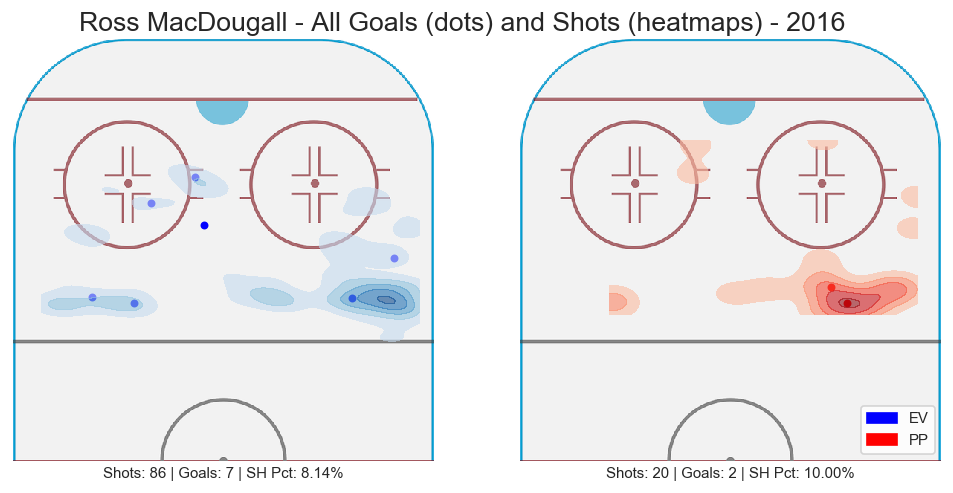 Ross MacDougall - All Goals (dots) and Shots (heatmaps) - 2016
EV
PP
Shots: 86 | Goals: 7 | SH Pct: 8.14%
Shots: 20 | Goals: 2 | SH Pct: 10.00%